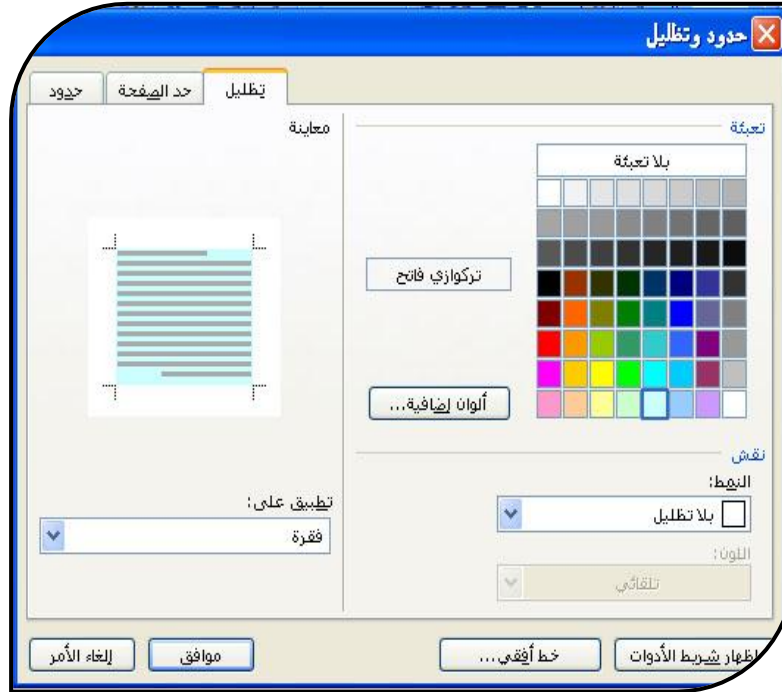 حدود وتظليل
حدود
حد الصفحة
تظليل
تعبئة
بلا تعبئة
تركوازي فاتح
ألوان إضافية...
نقش
النمط:
بلا تظليل
اللون:
تلقائي
معاينة
تطبيق على:
فقرة
إظهار شريط الأدوات
خط أفقي...
موافق
إلغاء الأمر